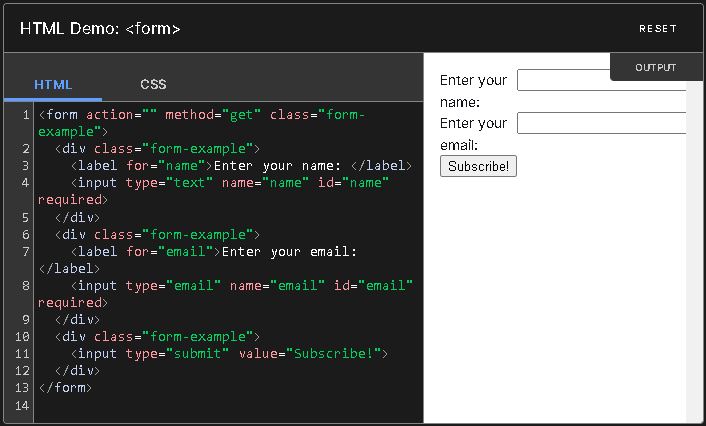 HTML Demo: <form>
RESET
HTML
CSS
OUTPUT
1 <form action="" method="get" class="form-
example">
2 <div class="form-example">
3 <label for="name">Enter your name: </label>
4 <input type="text" name="name" id="name"
required>
5 </div>
6 <div class="form-example">
7 <label for="email">Enter your email:
</label>
8 <input type="email" name="email" id="email"
required>
9 </div>
10 <div class="form-example">
11 <input type="submit" value="Subscribe!">
12 </div>
13 </form>
14
Enter your
name:
Enter your
email:
Subscribe!